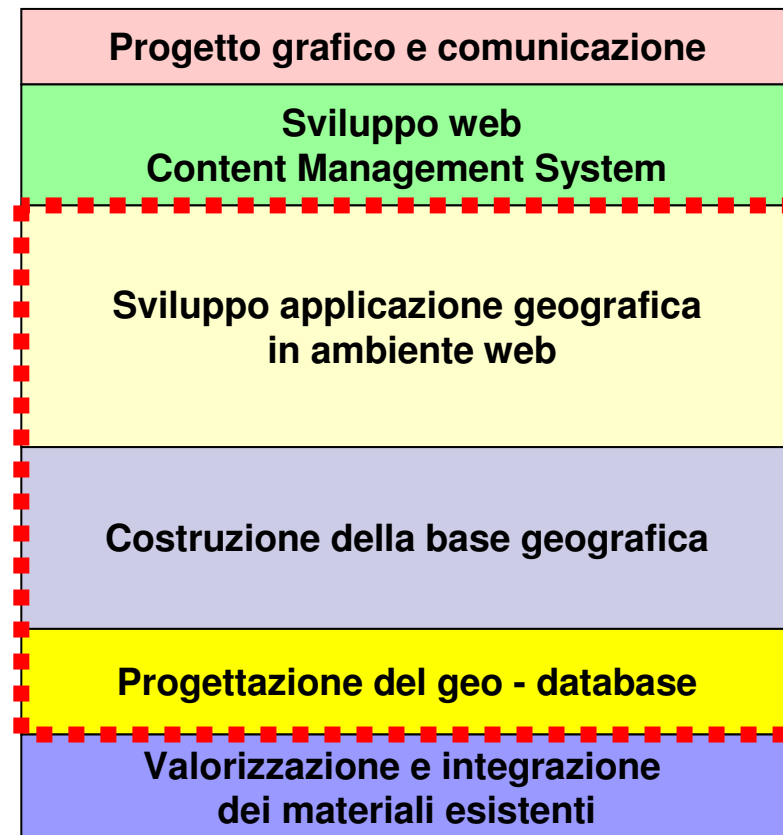 Progetto grafico e comunicazione
Sviluppo web
Content Management System
Sviluppo applicazione geografica
in ambiente web
Costruzione della base geografica
Progettazione del geo - database
Valorizzazione e integrazione
dei materiali esistenti